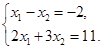 x₁ − x₂ = −2,
2x₁ + 3x₂ = 11.